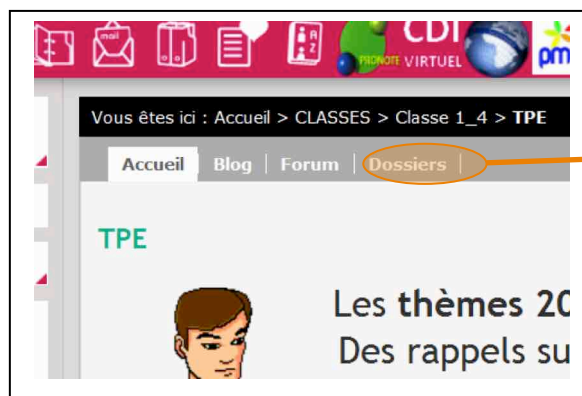 mail
A
Z
PRONOTE
CDI
VIRTUEL
pm
Vous êtes ici : Accueil > CLASSES > Classe 1_4 > TPE
Accueil | Blog | Forum | Dossiers |
TPE
Les thèmes 20
Des rappels su